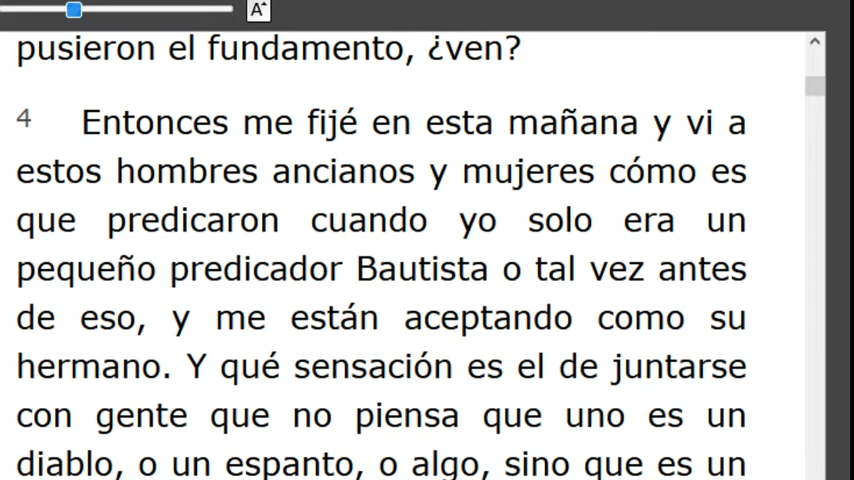 A
pusieron el fundamento, ¿ven?
4 Entonces me fijé en esta mañana y vi a
estos hombres ancianos y mujeres cómo es
que predicaron cuando yo solo era un
pequeño predicador Bautista o tal vez antes
de eso, y me están aceptando como su
hermano. Y qué sensación es el de juntarse
con gente que no piensa que uno es un
diablo, o un espanto, o algo, sino que es un